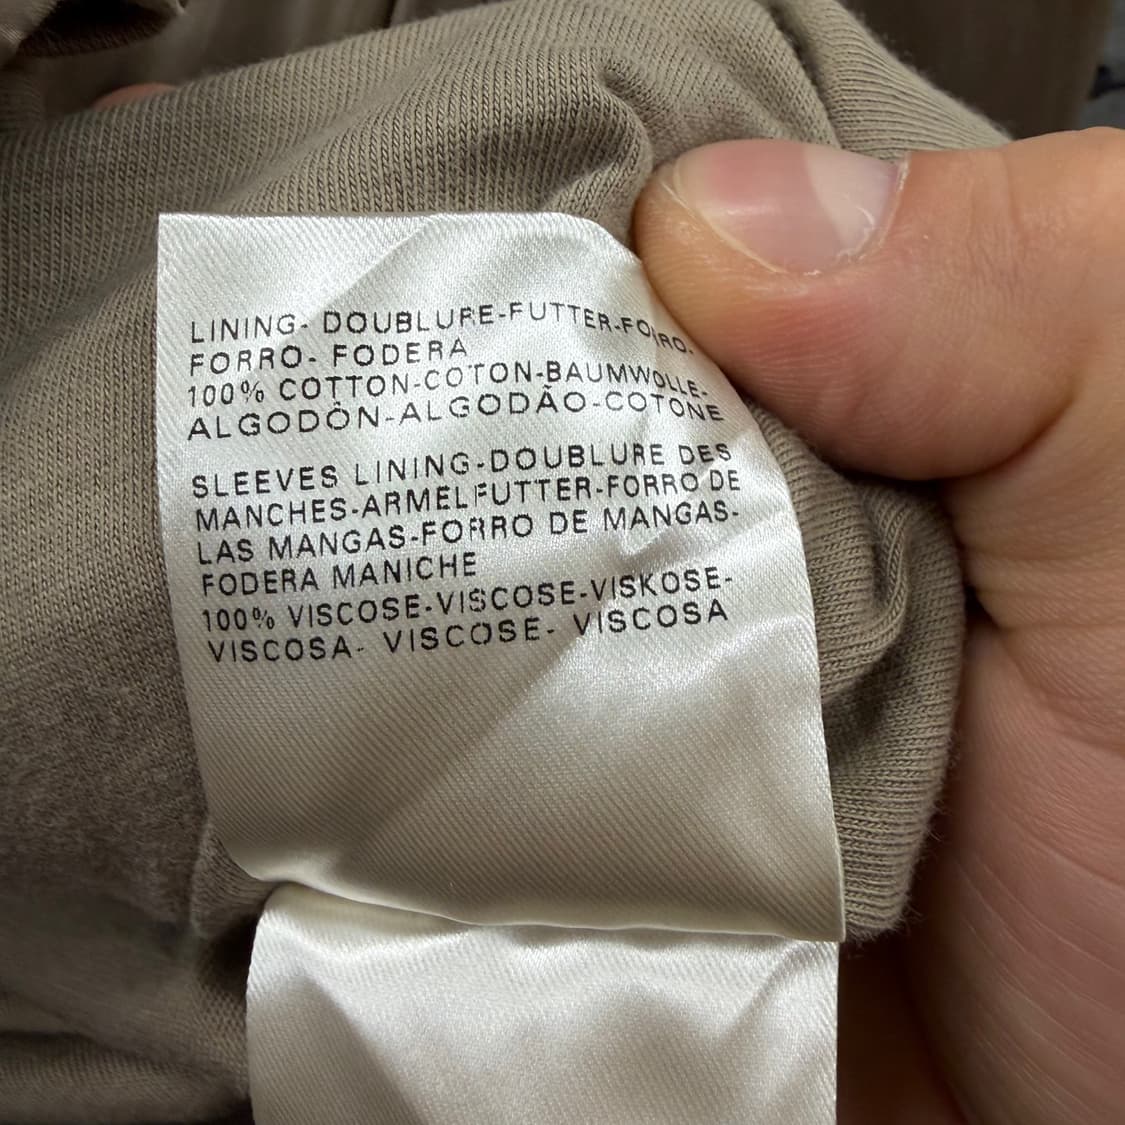 LINING- DOUBLURE-FUTTER-FORRO-
FORRO- FODERA
100% COTTON-COTON-BAUMWOLLE-
ALGODÓN-ALGODÃO-COTONE
SLEEVES LINING-DOUBLURE DES
MANCHES-ARMELFUTTER-FORRO DE
LAS MANGAS-FORRO DE MANGAS-
FODERA MANICHE
100% VISCOSE-VISCOSE-VISKOSE-
VISCOSA- VISCOSE- VISCOSA